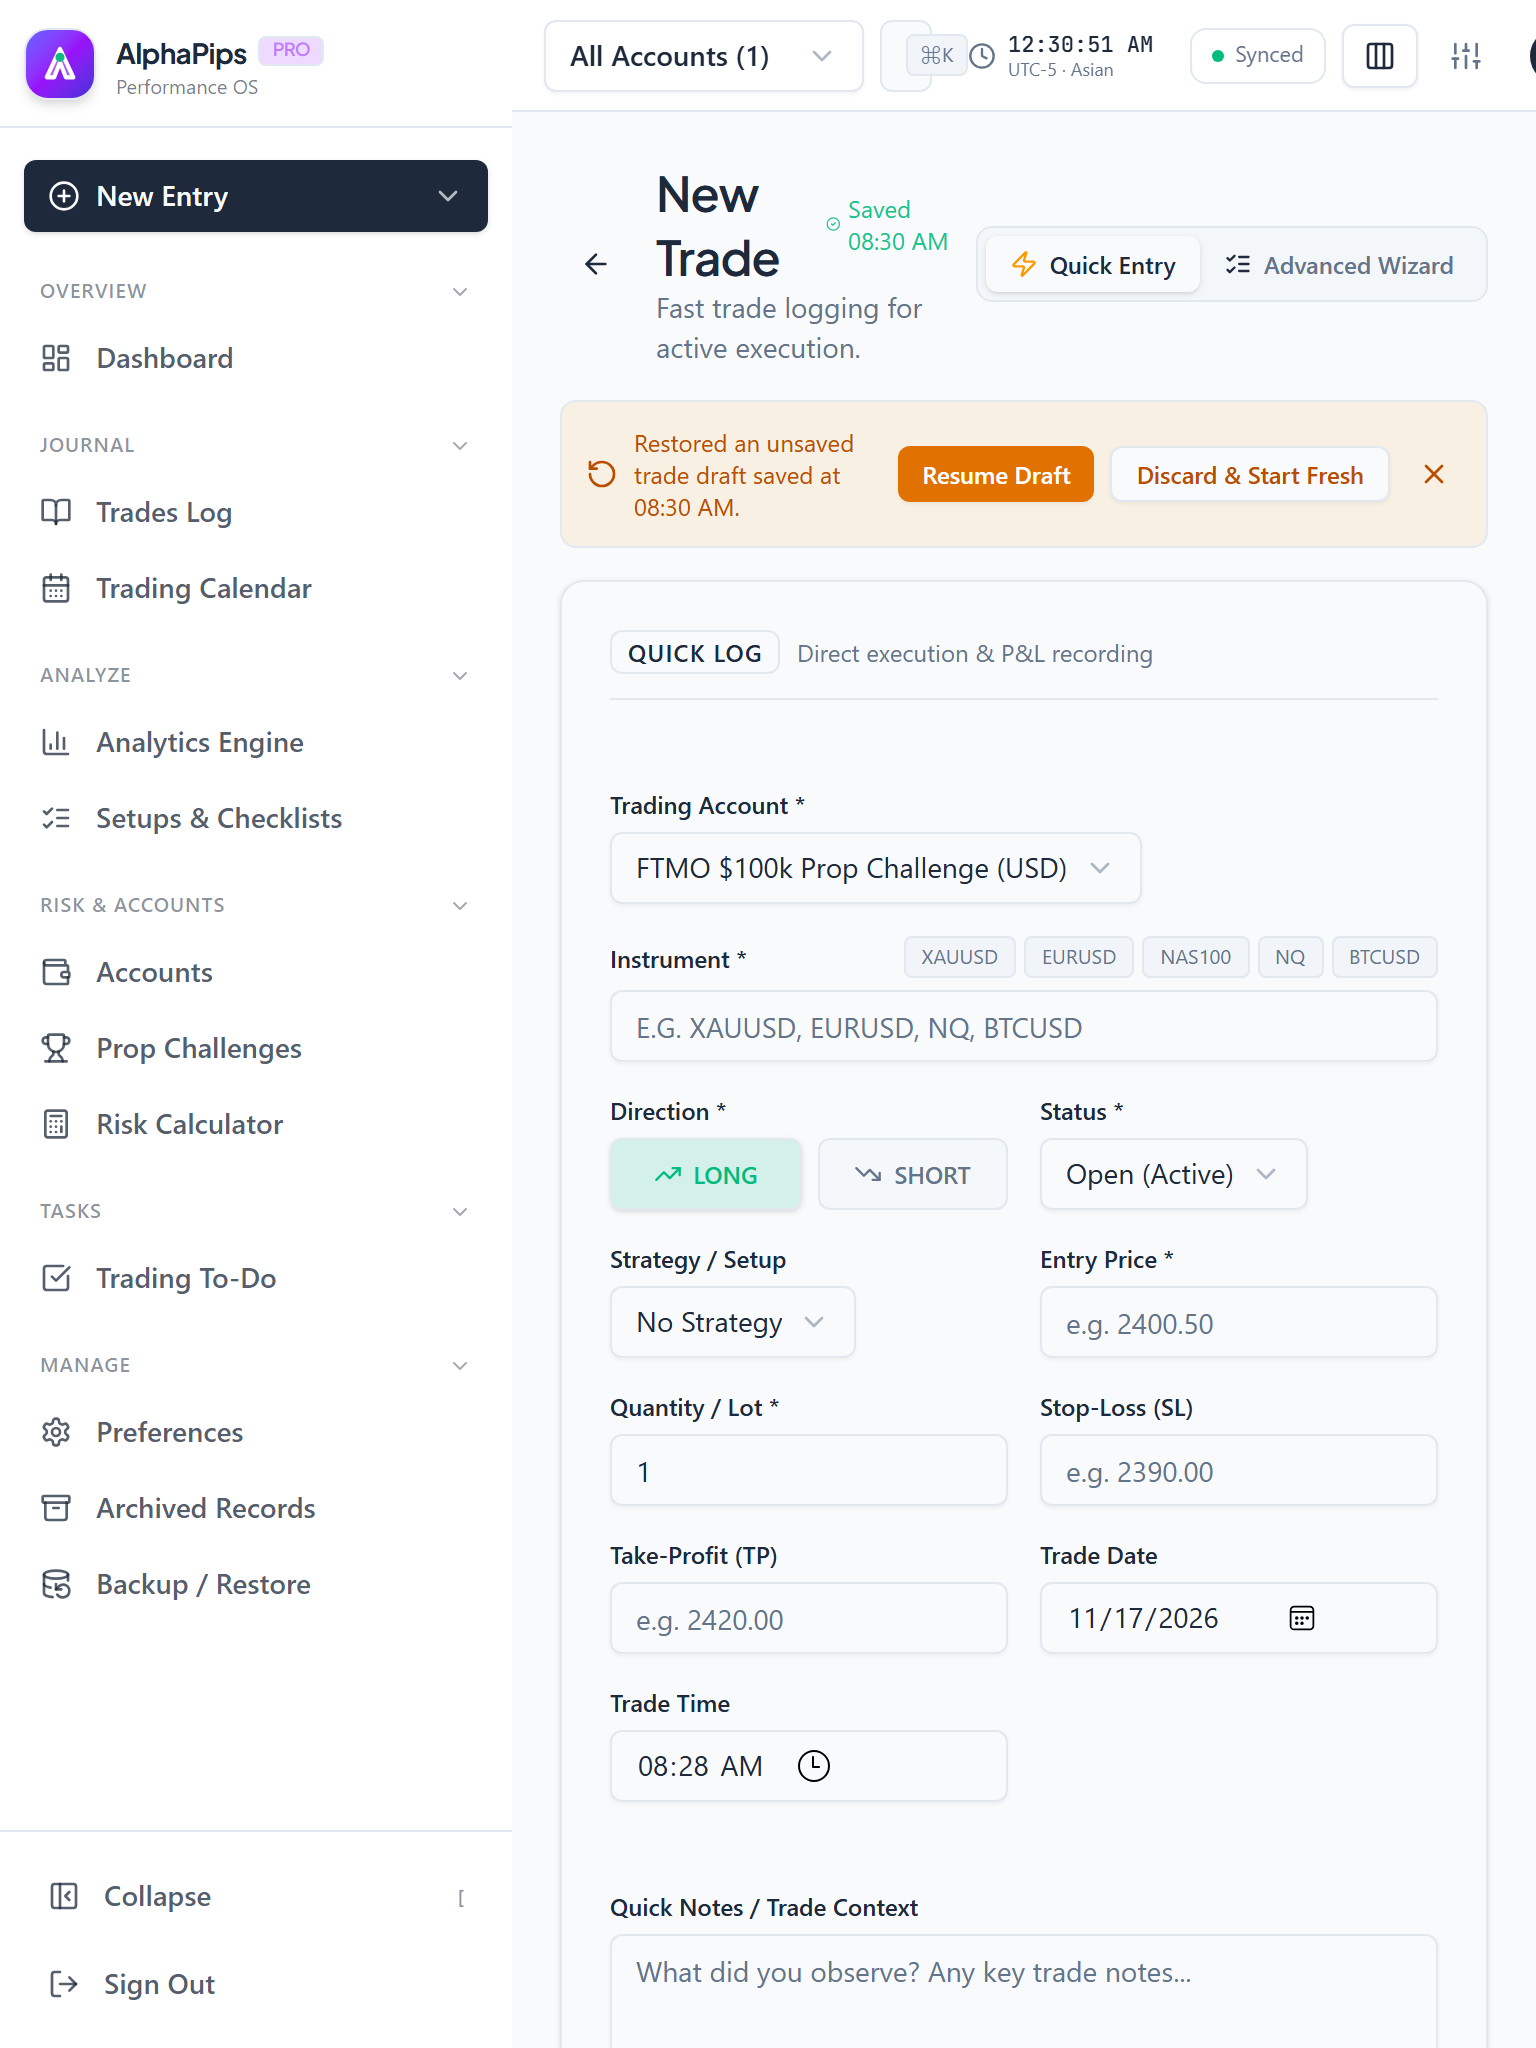 AlphaPips PRO
Performance OS
New Entry
OVERVIEW
Dashboard
JOURNAL
Trades Log
Trading Calendar
ANALYZE
Analytics Engine
Setups & Checklists
RISK & ACCOUNTS
Accounts
Prop Challenges
Risk Calculator
TASKS
Trading To-Do
MANAGE
Preferences
Archived Records
Backup / Restore
Collapse [
Sign Out
All Accounts (1)
⌘K
12:30:51 AM
UTC-5 · Asian
Synced
New
Trade
Saved
08:30 AM
Fast trade logging for
active execution.
Quick Entry
Advanced Wizard
Restored an unsaved
trade draft saved at
08:30 AM.
Resume Draft
Discard & Start Fresh
QUICK LOG Direct execution & P&L recording
Trading Account *
FTMO $100k Prop Challenge (USD)
Instrument * XAUUSD EURUSD NAS100 NQ BTCUSD
E.G. XAUUSD, EURUSD, NQ, BTCUSD
Direction *
LONG SHORT
Status *
Open (Active)
Strategy / Setup
No Strategy
Entry Price *
e.g. 2400.50
Quantity / Lot *
1
Stop-Loss (SL)
e.g. 2390.00
Take-Profit (TP)
e.g. 2420.00
Trade Date
11/17/2026
Trade Time
08:28 AM
Quick Notes / Trade Context
What did you observe? Any key trade notes...